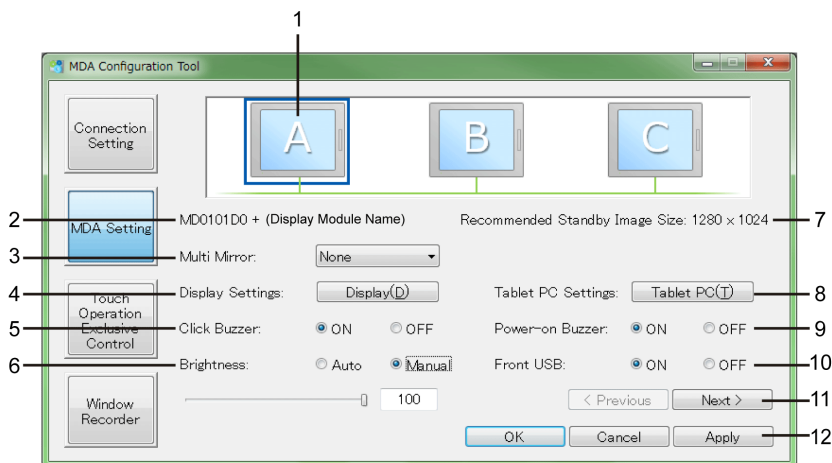 1
MDA Configuration Tool
Connection
Setting
A
B
C
2
MDA Setting
MD0101D0 + (Display Module Name)
Recommended Standby Image Size: 1280 × 1024
7
3
Multi Mirror:
None
4
Display Settings:
Display(D)
Tablet PC Settings:
Tablet PC(T)
8
Touch
Operation
Exclusive
Control
5
Click Buzzer:
ON
OFF
Power-on Buzzer:
ON
OFF
9
6
Brightness:
Auto
Manual
Front USB:
ON
OFF
10
Window
Recorder
100
< Previous
Next >
11
OK
Cancel
Apply
12